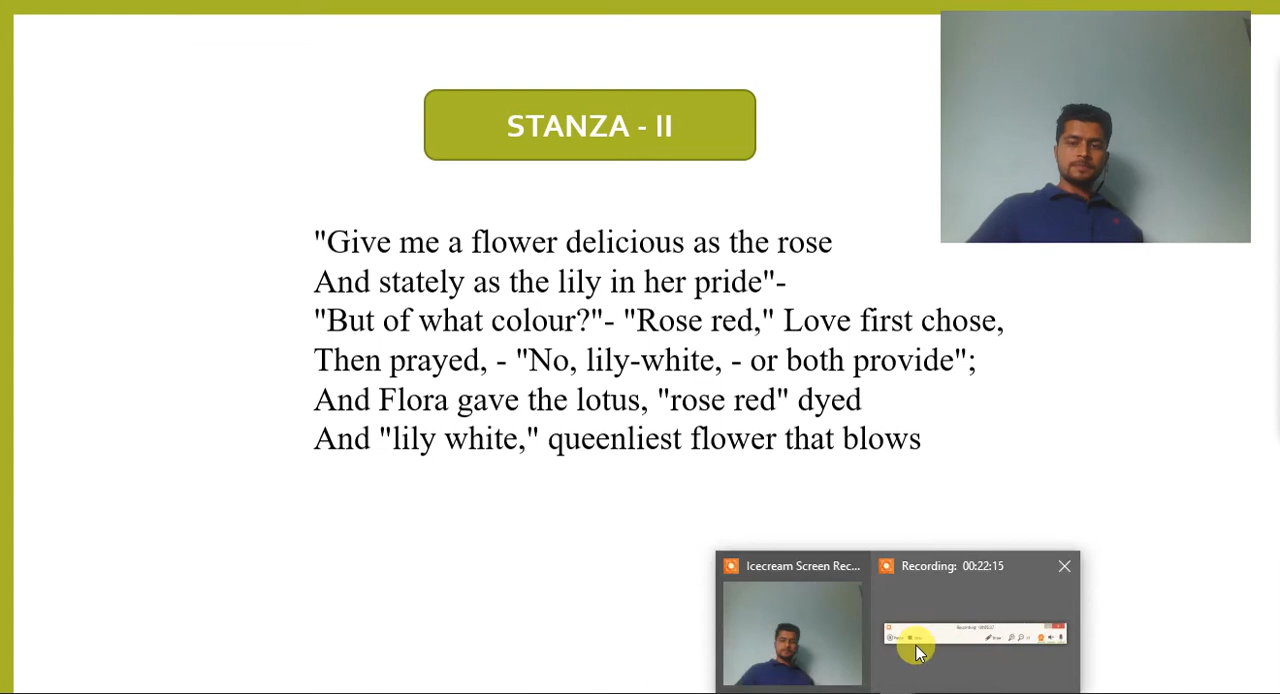 STANZA - II
"Give me a flower delicious as the rose
And stately as the lily in her pride"-
"But of what colour?"- "Rose red," Love first chose,
Then prayed, - "No, lily-white, - or both provide";
And Flora gave the lotus, "rose red" dyed
And "lily white," queenliest flower that blows
Icecream Screen Rec...
Recording: 00:22:15